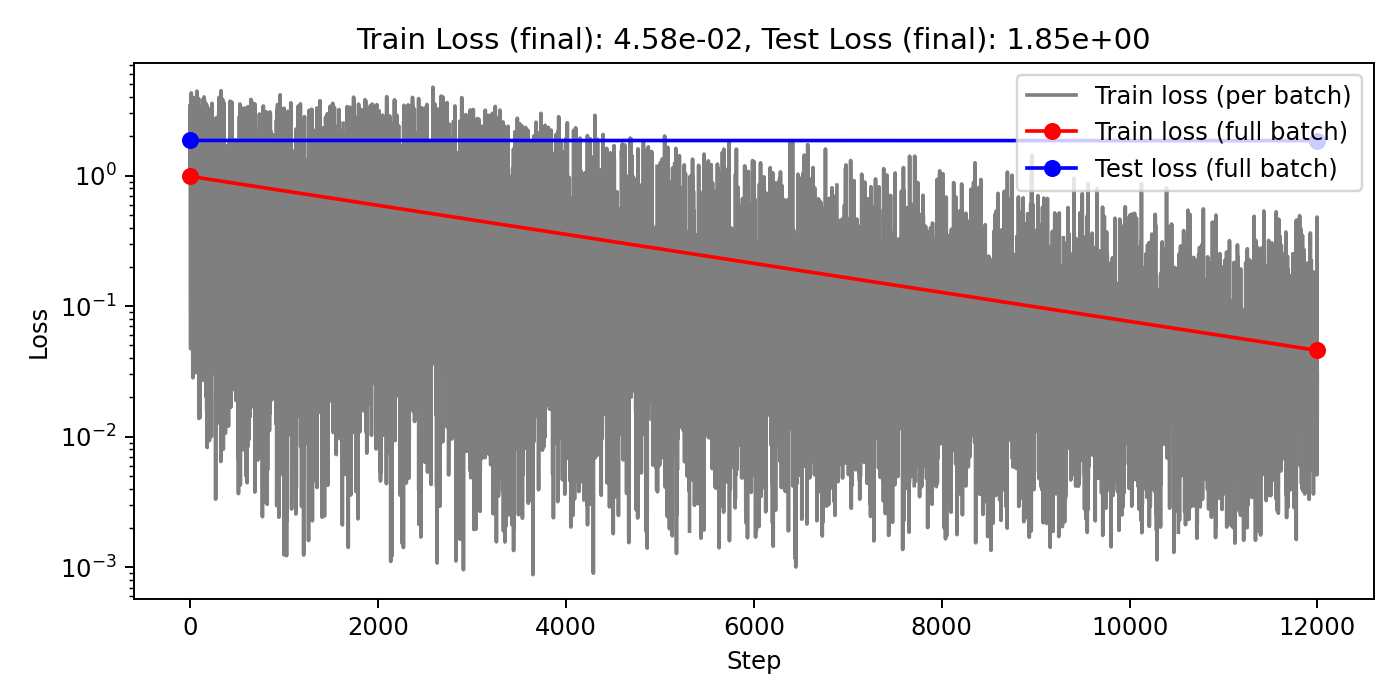 Train Loss (final): 4.58e-02, Test Loss (final): 1.85e+00
Train loss (per batch)
Train loss (full batch)
Test loss (full batch)
Loss
10⁰
10⁻¹
10⁻²
10⁻³
0 2000 4000 6000 8000 10000 12000
Step